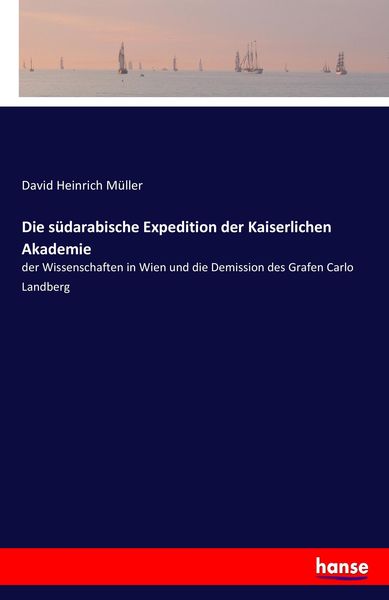 David Heinrich Müller
Die südarabische Expedition der Kaiserlichen
Akademie
der Wissenschaften in Wien und die Demission des Grafen Carlo
Landberg
hanse